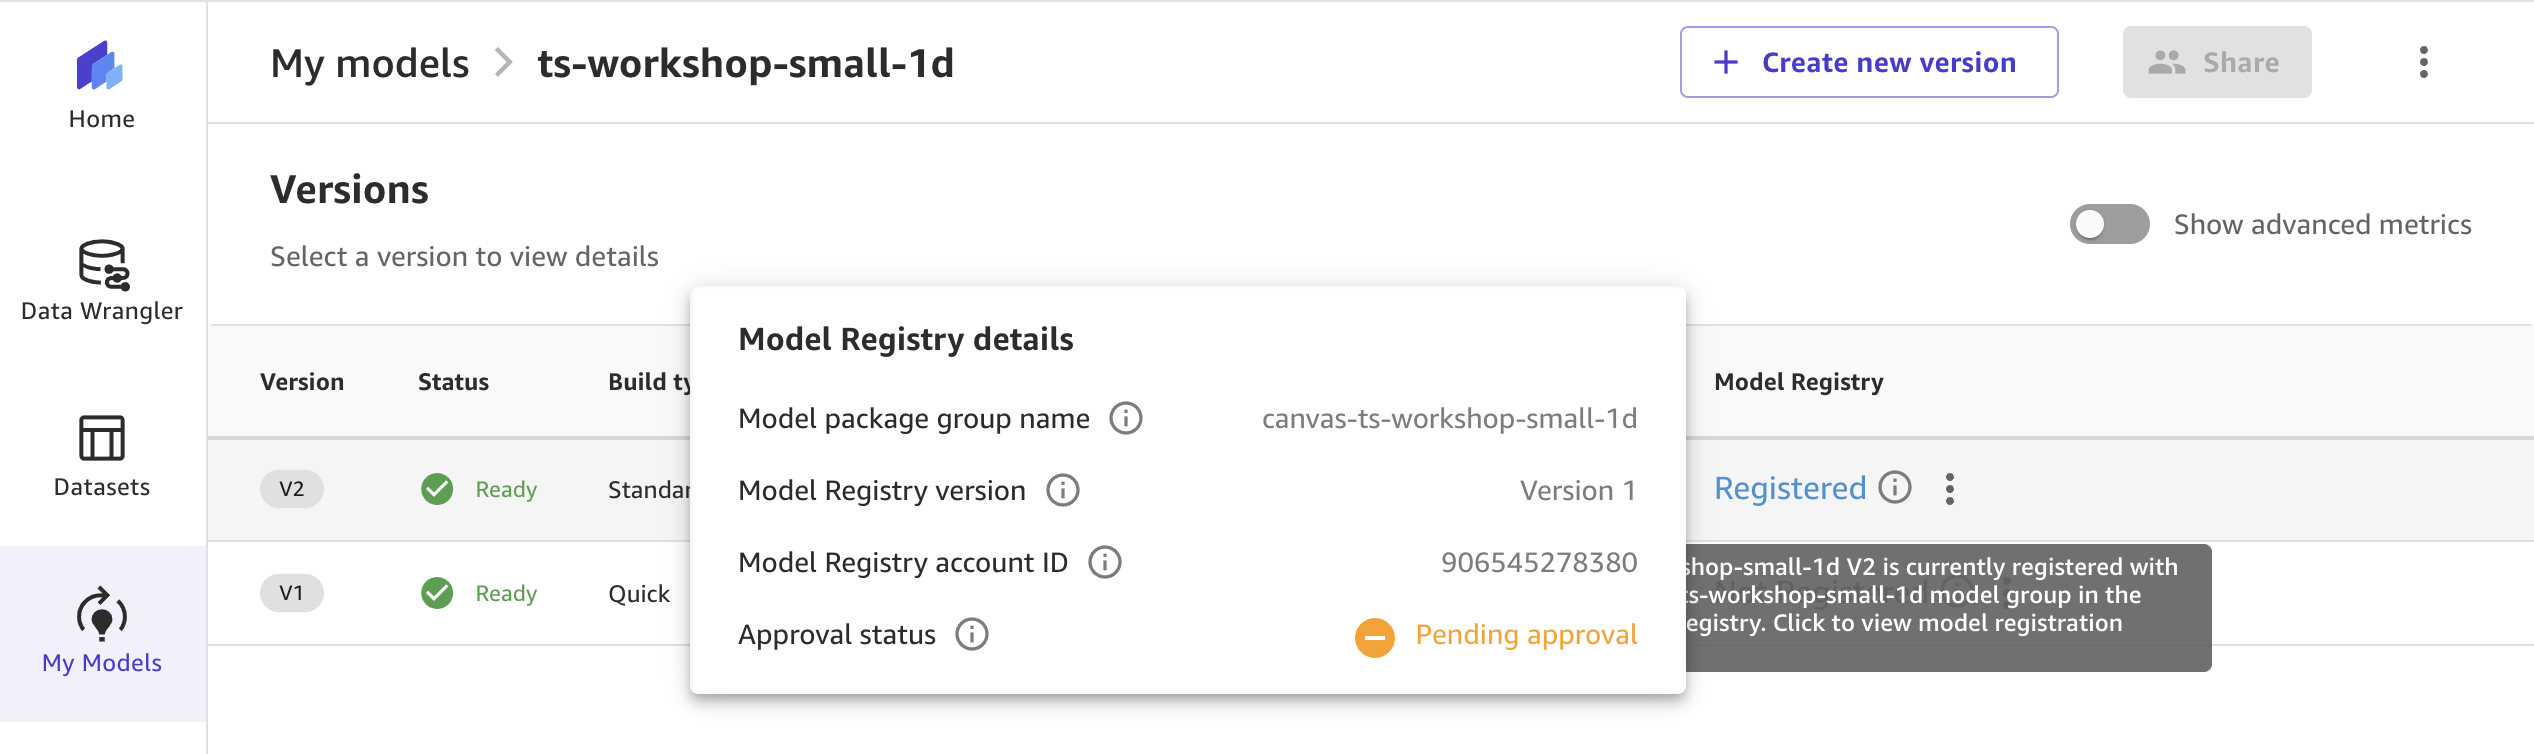 Home
Data Wrangler
Datasets
My Models
My models > ts-workshop-small-1d
+ Create new version
Share
Versions
Select a version to view details
Show advanced metrics
Version Status Build ty Model Registry
V2 Ready Standar Registered
V1 Ready Quick
Model Registry details
Model package group name canvas-ts-workshop-small-1d
Model Registry version Version 1
Model Registry account ID 906545278380
Approval status Pending approval
shop-small-1d V2 is currently registered with
ts-workshop-small-1d model group in the
egistry. Click to view model registration